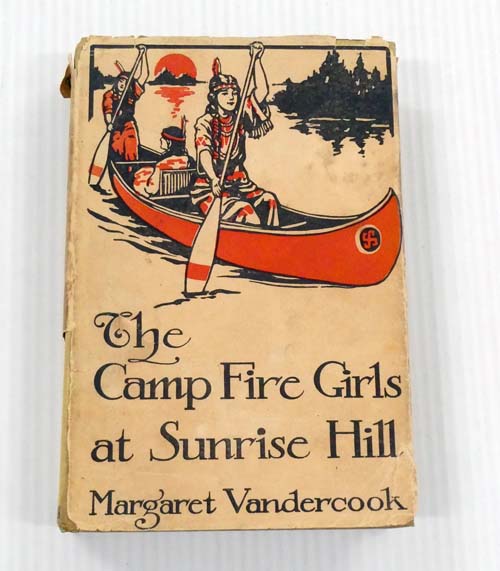 The
Camp Fire Girls
at Sunrise Hill
Margaret Vandercook